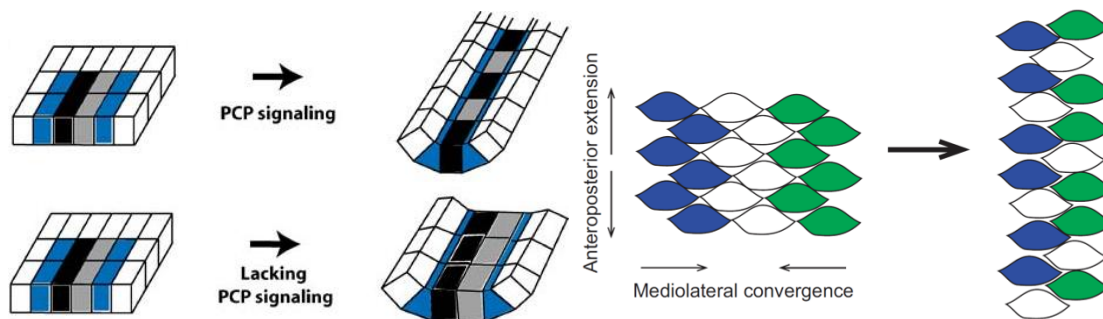 PCP signaling
Lacking
PCP signaling
Anteroposterior extension
Mediolateral convergence